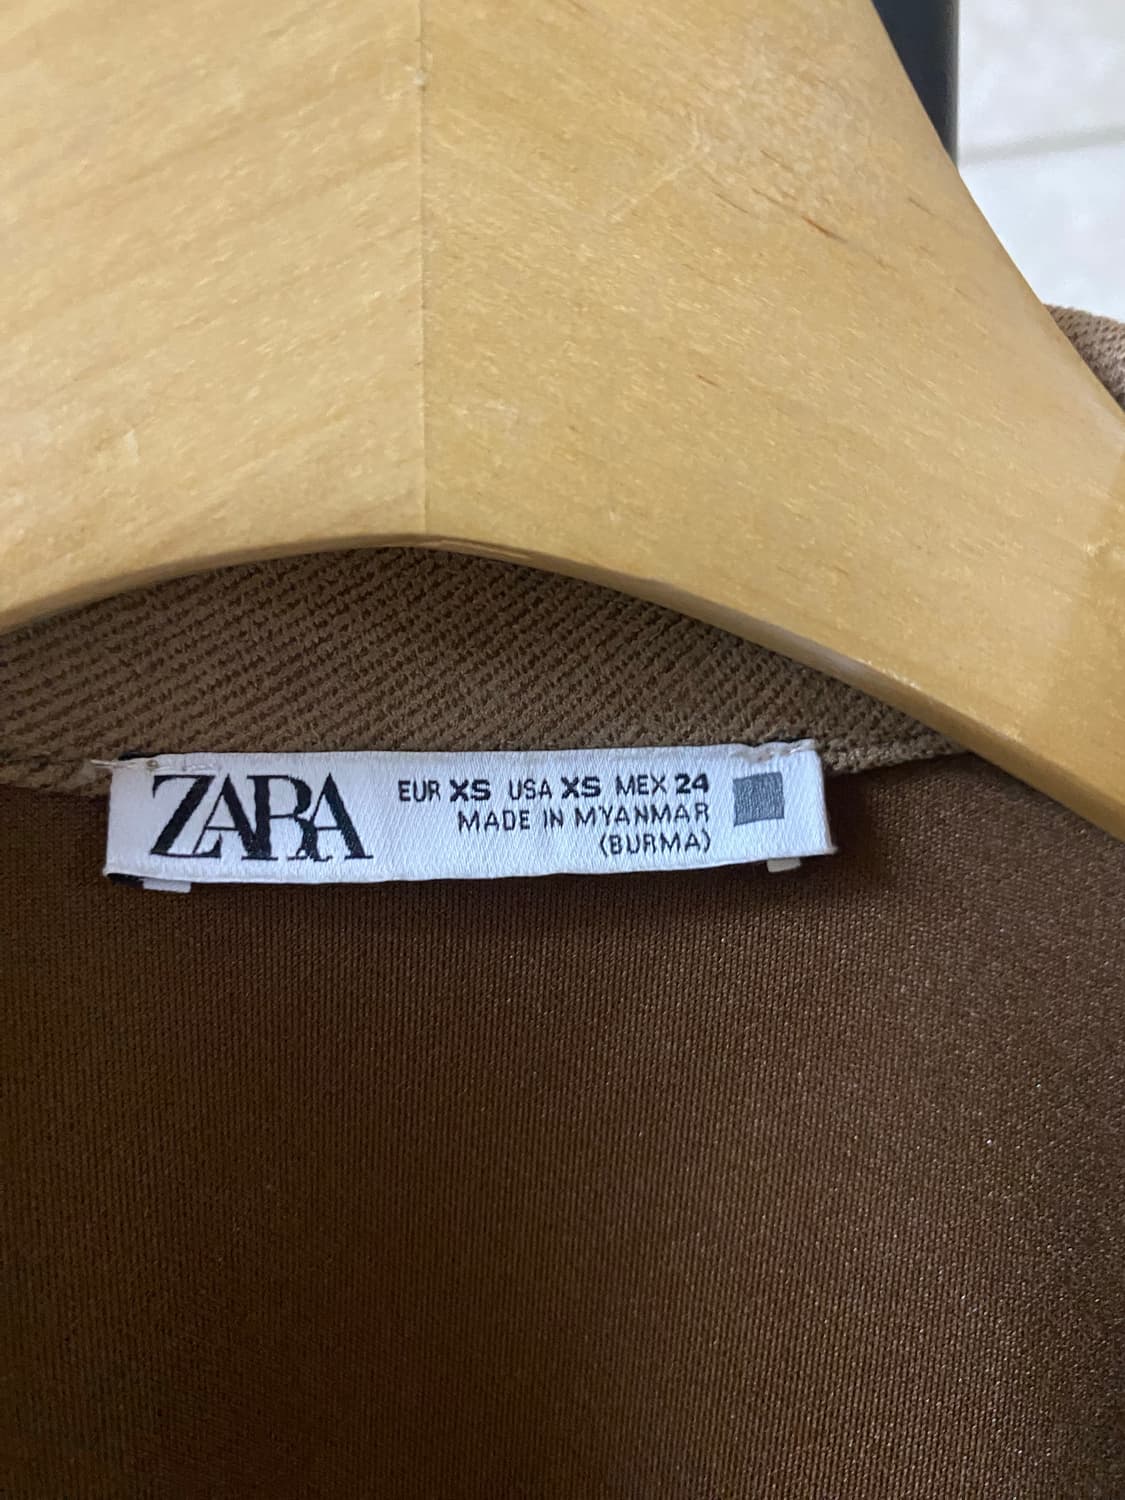 ZARA
EUR XS USA XS MEX 24
MADE IN MYANMAR
(BURMA)